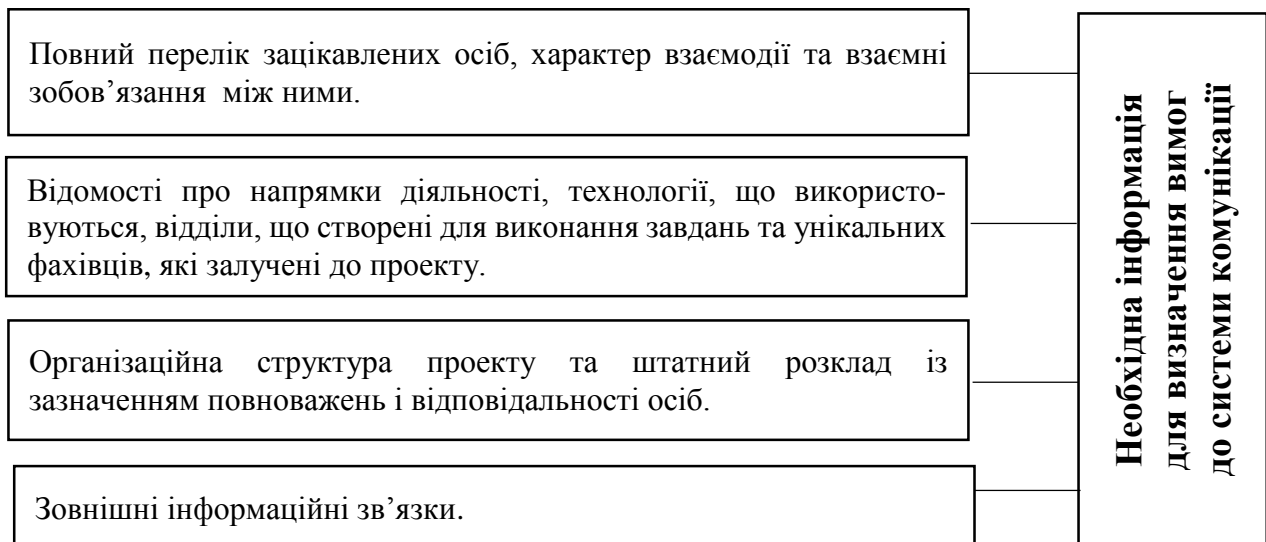 Повний перелік зацікавлених осіб, характер взаємодії та взаємні
зобов’язання між ними.
Відомості про напрямки діяльності, технології, що використо-
вуються, відділи, що створені для виконання завдань та унікальних
фахівців, які залучені до проекту.
Організаційна структура проекту та штатний розклад із
зазначенням повноважень і відповідальності осіб.
Зовнішні інформаційні зв’язки.
Необхідна інформація
для визначення вимог
до системи комунікації